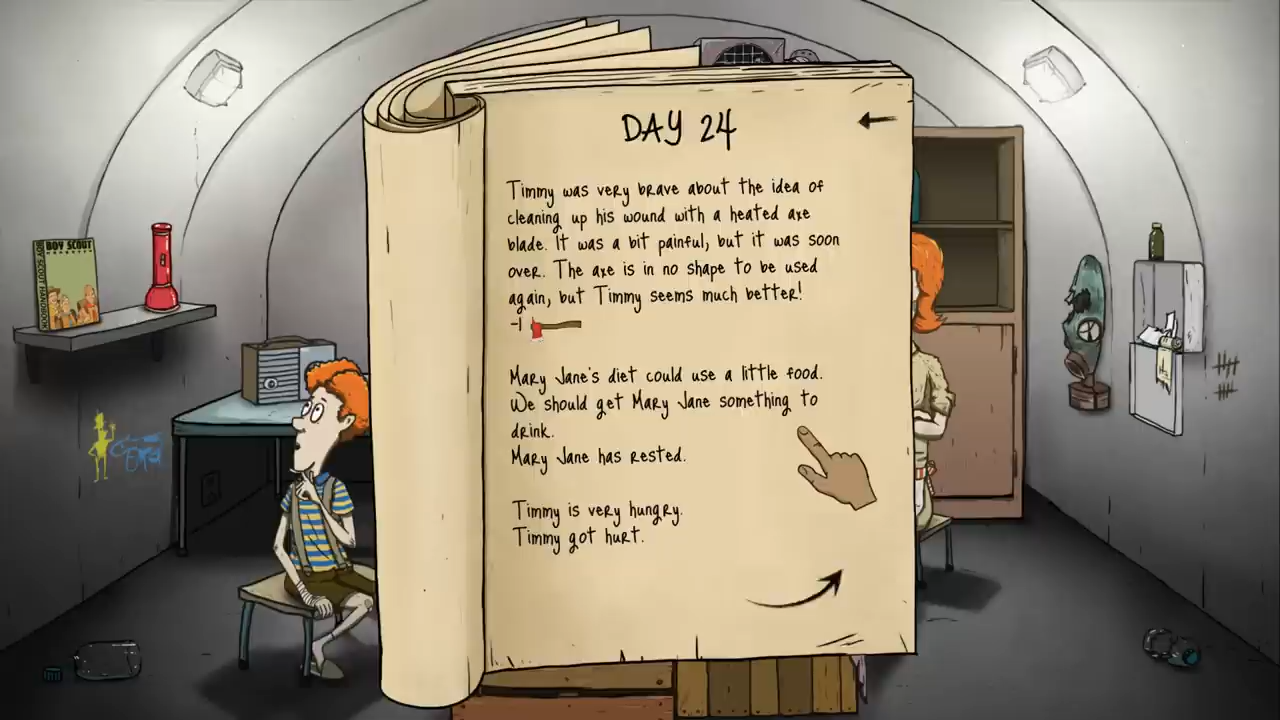 DAY 24
Timmy was very brave about the idea of
cleaning up his wound with a heated axe
blade. It was a bit painful, but it was soon
over. The axe is in no shape to be used
again, but Timmy seems much better!
-1
Mary Jane's diet could use a little food.
We should get Mary Jane something to
drink.
Mary Jane has rested.
Timmy is very hungry.
Timmy got hurt.
BOY SCOUT
BOY SCOUT HANDBOOK